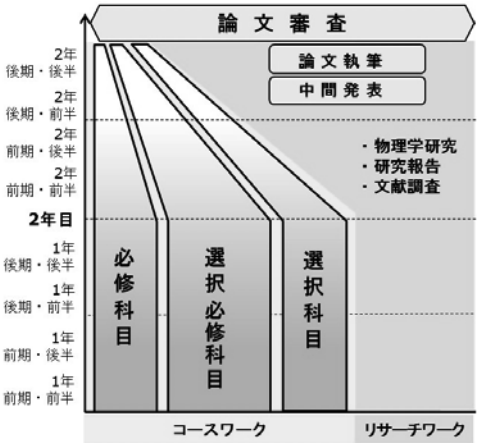 論文審査
2年
後期・後半
論文執筆
中間発表
2年
後期・前半
2年
前期・後半
・物理学研究
・研究報告
・文献調査
2年
前期・前半
2年目
1年
後期・後半
1年
後期・前半
1年
前期・後半
1年
前期・前半
必修科目
選択必修科目
選択科目
コースワーク
リサーチワーク